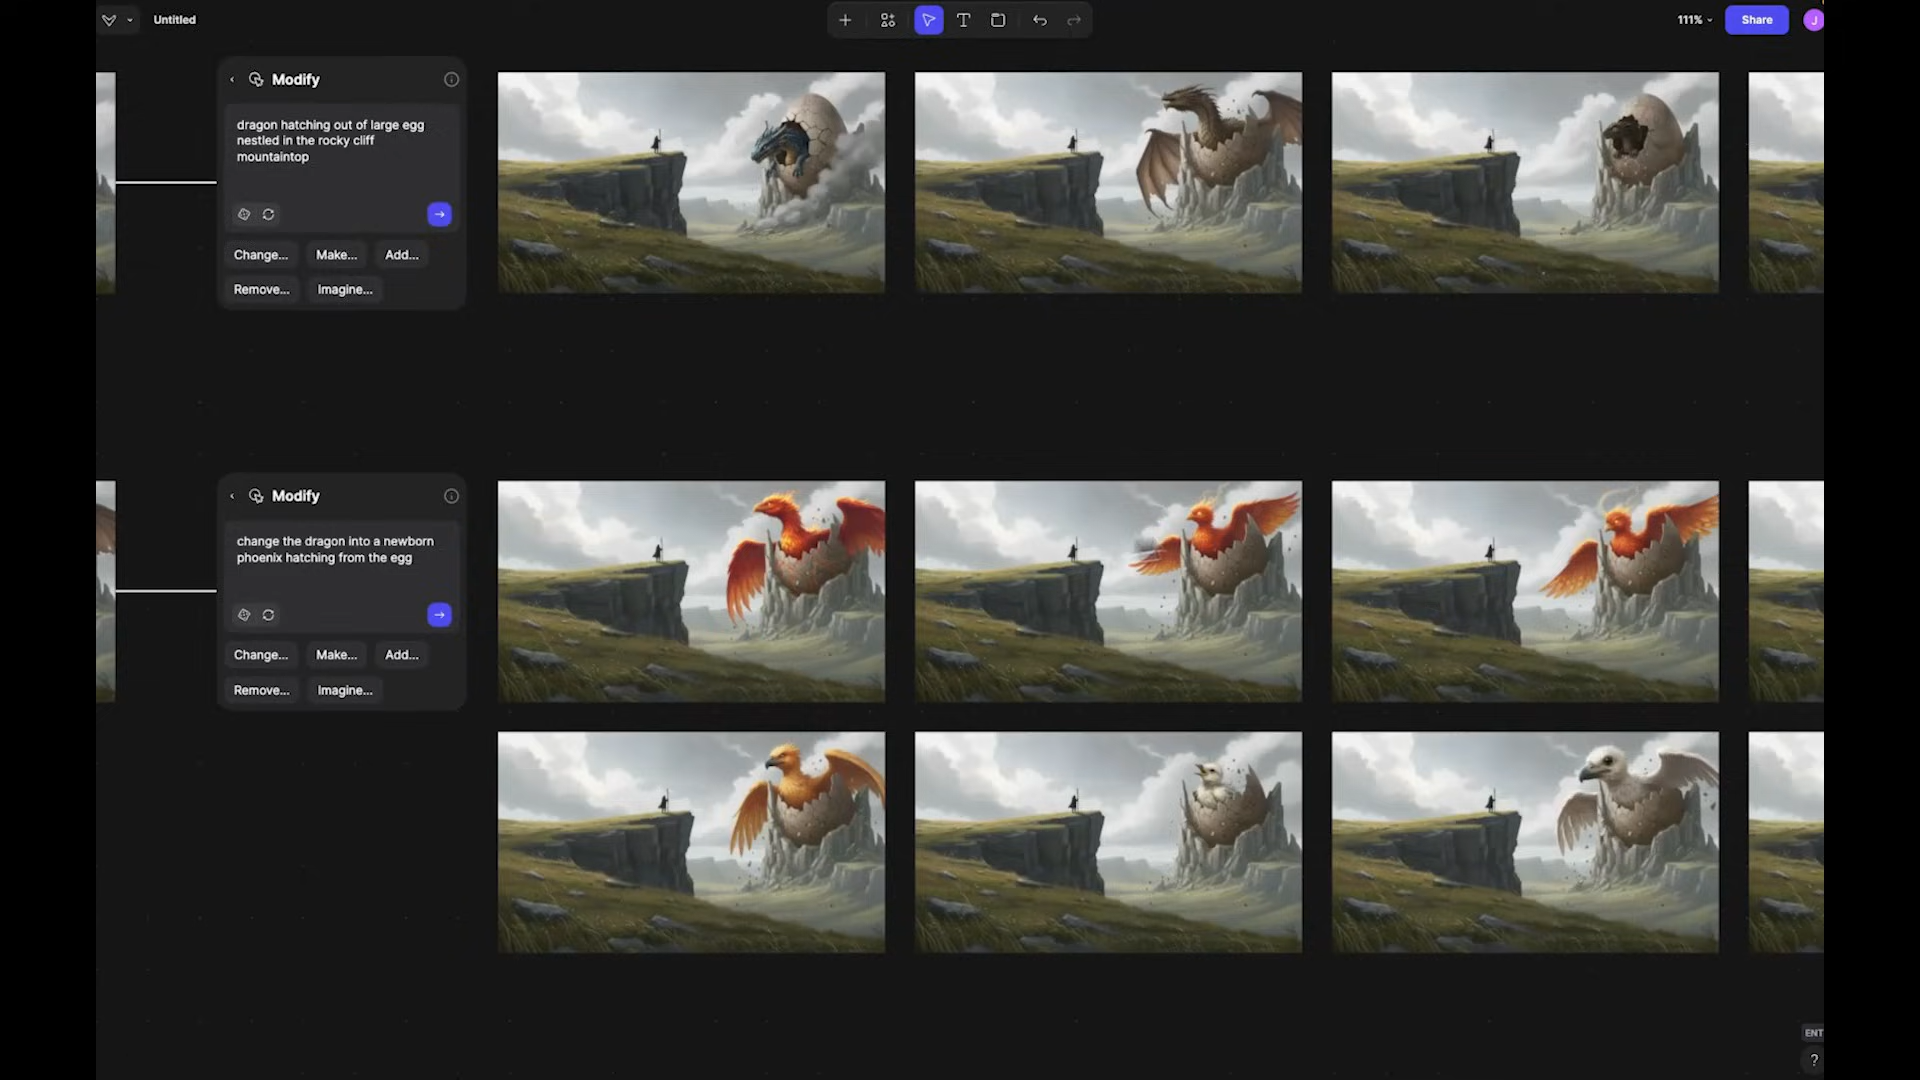 Untitled
111%
Share
J
Modify
dragon hatching out of large egg
nestled in the rocky cliff
mountaintop
Change...
Make...
Add...
Remove...
Imagine...
Modify
change the dragon into a newborn
phoenix hatching from the egg
Change...
Make...
Add...
Remove...
Imagine...
ENT
?